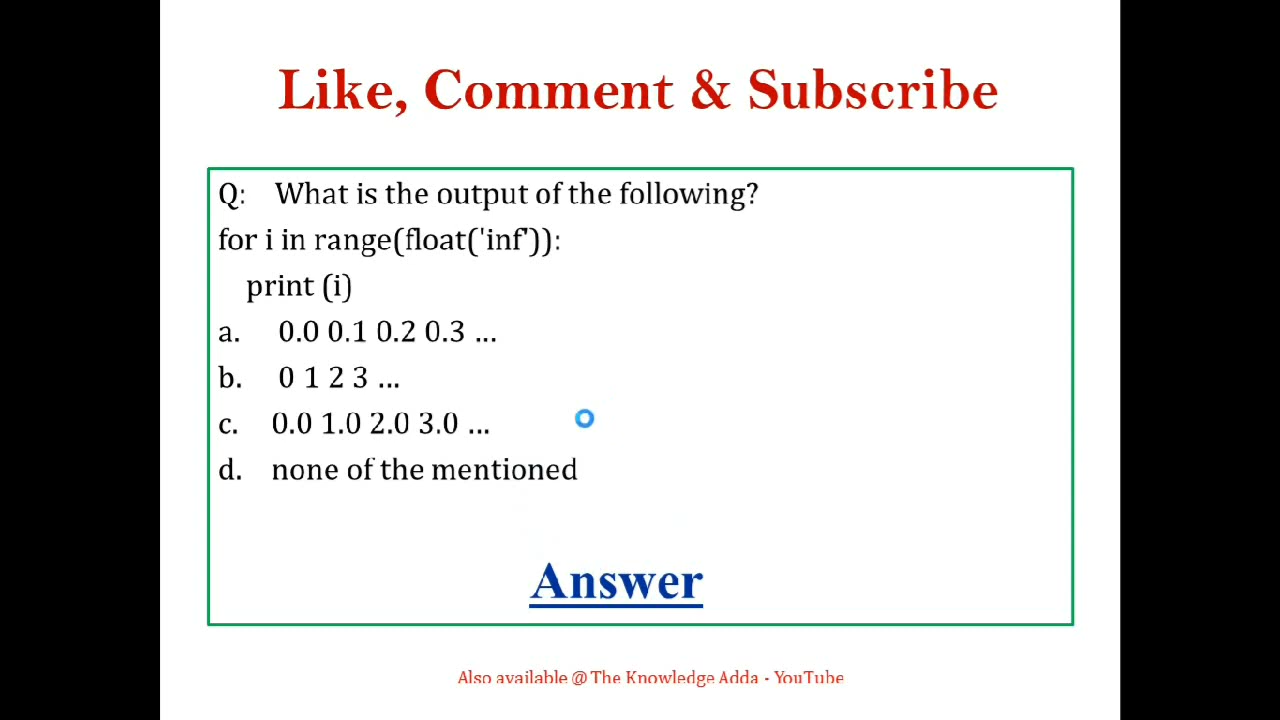 Like, Comment & Subscribe
Q: What is the output of the following?
for i in range(float('inf')):
print (i)
a. 0.0 0.1 0.2 0.3 ...
b. 0 1 2 3 ...
c. 0.0 1.0 2.0 3.0 ...
d. none of the mentioned
Answer
Also available @ The Knowledge Adda - YouTube